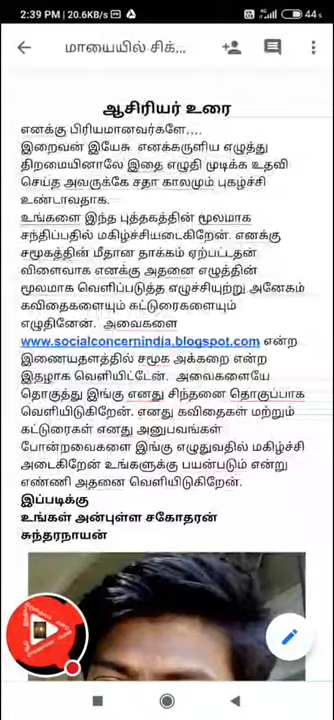 2:39 PM | 20.6KB/s
44%
மாயையில் சிக்...
ஆசிரியர் உரை
எனக்கு பிரியமானவர்களே....
இறைவன் இயேசு எனக்கருளிய எழுத்து
திறமையினாலே இதை எழுதி முடிக்க உதவி
செய்த அவருக்கே சதா காலமும் புகழ்ச்சி
உண்டாவதாக.
உங்களை இந்த புத்தகத்தின் மூலமாக
சந்திப்பதில் மகிழ்ச்சியடைகிறேன். எனக்கு
சமூகத்தின் மீதான தாக்கம் ஏற்பட்டதன்
விளைவாக எனக்கு அதனை எழுத்தின்
மூலமாக வெளிப்படுத்த எழுச்சியுற்று அனேகம்
கவிதைகளையும் கட்டுரைகளையும்
எழுதினேன். அவைகளை
www.socialconcernindia.blogspot.com என்ற
இணையதளத்தில் சமூக அக்கறை என்ற
இதழாக வெளியிட்டேன். அவைகளையே
தொகுத்து இங்கு எனது சிந்தனை தொகுப்பாக
வெளியிடுகிறேன். எனது கவிதைகள் மற்றும்
கட்டுரைகள் எனது அனுபவங்கள்
போன்றவைகளை இங்கு எழுதுவதில் மகிழ்ச்சி
அடைகிறேன் உங்களுக்கு பயன்படும் என்று
எண்ணி அதனை வெளியிடுகிறேன்.
இப்படிக்கு
உங்கள் அன்புள்ள சகோதரன்
சுந்தரநாயன்